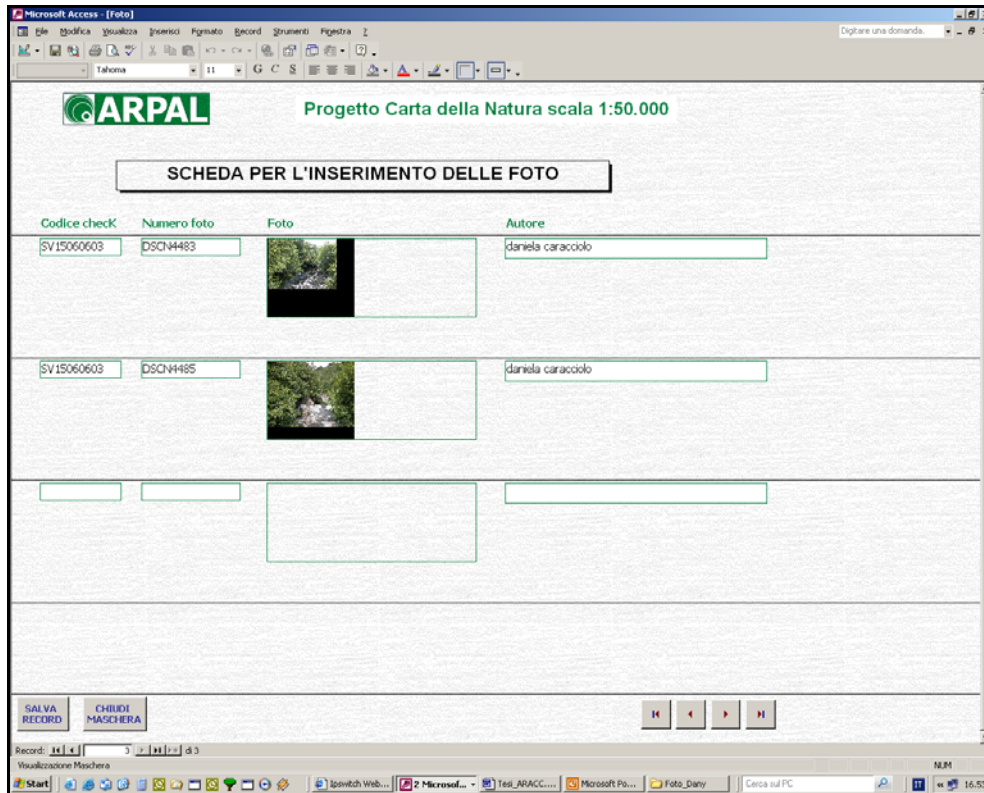 Microsoft Access - [Foto]
File Modifica Visualizza Inserisci Formato Record Strumenti Finestra ?
Digitare una domanda.
Tahoma 11 G C S
ARPAL
Progetto Carta della Natura scala 1:50.000
SCHEDA PER L'INSERIMENTO DELLE FOTO
Codice checK Numero foto Foto Autore
SV15060603 DSCN4483 daniela caracciolo
SV15060603 DSCN4485 daniela caracciolo
SALVA RECORD
CHIUDI MASCHERA
Record: 3 di 3
Visualizzazione Maschera NUM
Start Ipswitch Web... 2 Microsof... Tesi_ARACC.... Microsoft Po... Foto_Dany Cerca sul PC IT 16.53